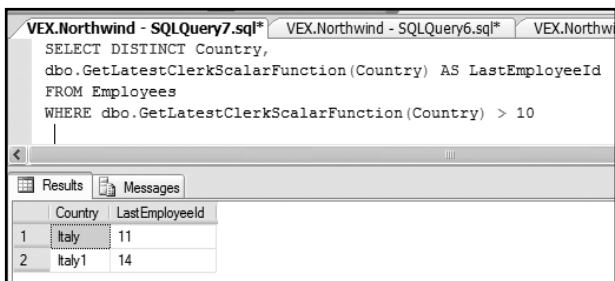 VEX.Northwind - SQLQuery7.sql* VEX.Northwind - SQLQuery6.sql* VEX.Northwi
SELECT DISTINCT Country,
dbo.GetLatestClerkScalarFunction(Country) AS LastEmployeeId
FROM Employees
WHERE dbo.GetLatestClerkScalarFunction(Country) > 10
Results Messages
Country LastEmployeeId
1 Italy 11
2 Italy1 14